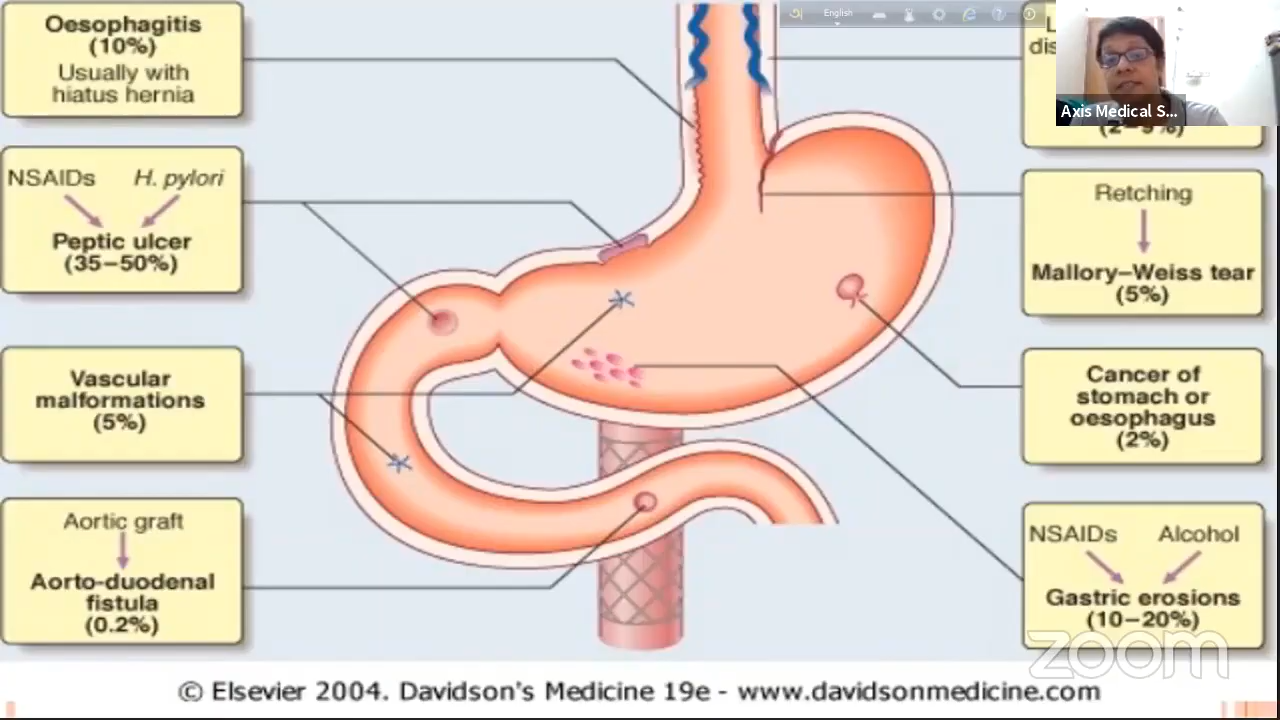 English
Axis Medical S...
Oesophagitis
(10%)
Usually with
hiatus hernia
NSAIDs H. pylori
Peptic ulcer
(35–50%)
Vascular
malformations
(5%)
Aortic graft
Aorto-duodenal
fistula
(0.2%)
Retching
Mallory–Weiss tear
(5%)
Cancer of
stomach or
oesophagus
(2%)
NSAIDs Alcohol
Gastric erosions
(10–20%)
zoom
© Elsevier 2004. Davidson's Medicine 19e - www.davidsonmedicine.com